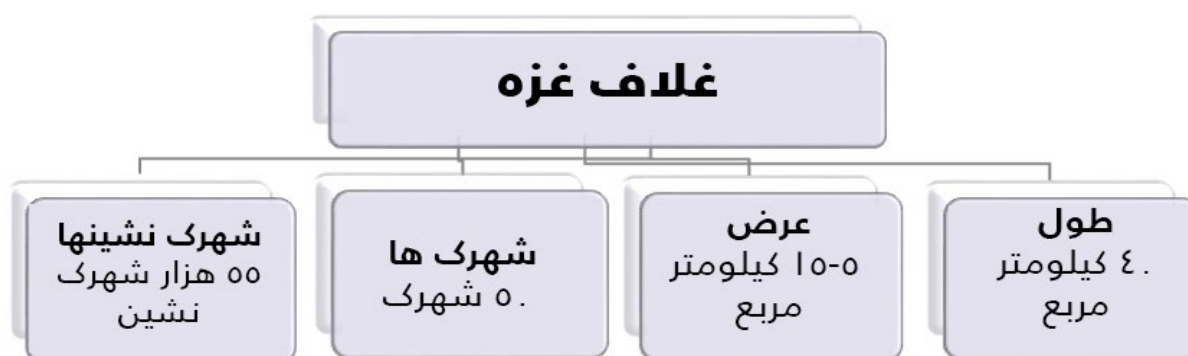 غلاف غزه
طول
٤٠ کیلومتر
مربع
عرض
٥-١٥ کیلومتر
مربع
شهرک ها
٥٠ شهرک
شهرک نشینها
٥٥ هزار شهرک
نشین